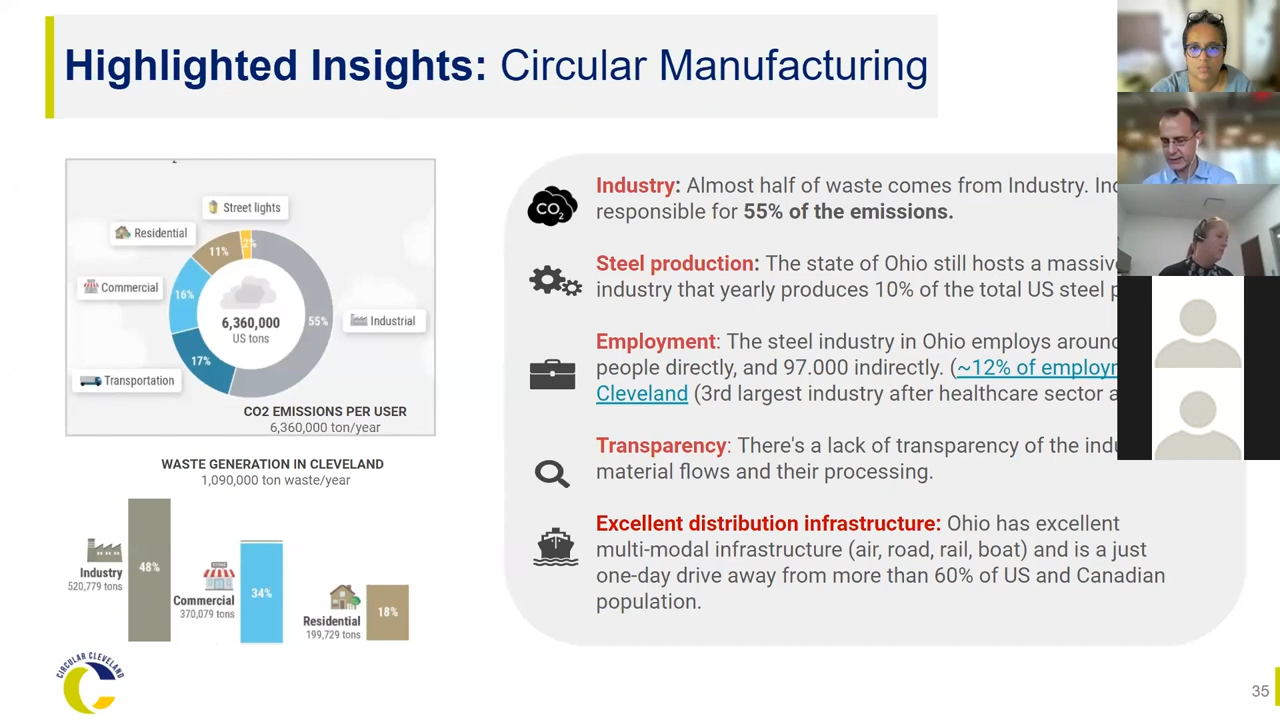 Highlighted Insights: Circular Manufacturing
Street lights
Residential
Commercial
Transportation
Industrial
2%
11%
16%
17%
55%
6,360,000
US tons
CO2 EMISSIONS PER USER
6,360,000 ton/year
WASTE GENERATION IN CLEVELAND
1,090,000 ton waste/year
Industry
520,779 tons
48%
Commercial
370,079 tons
34%
Residential
199,729 tons
18%
CO2
Industry: Almost half of waste comes from Industry.
responsible for 55% of the emissions.
Steel production: The state of Ohio still hosts a massive
industry that yearly produces 10% of the total US steel
Employment: The steel industry in Ohio employs around
people directly, and 97.000 indirectly. (~12% of
Cleveland (3rd largest industry after healthcare sector
Transparency: There's a lack of transparency of the
material flows and their processing.
Excellent distribution infrastructure: Ohio has excellent
multi-modal infrastructure (air, road, rail, boat) and is a just
one-day drive away from more than 60% of US and Canadian
population.
CIRCULAR CLEVELAND
35